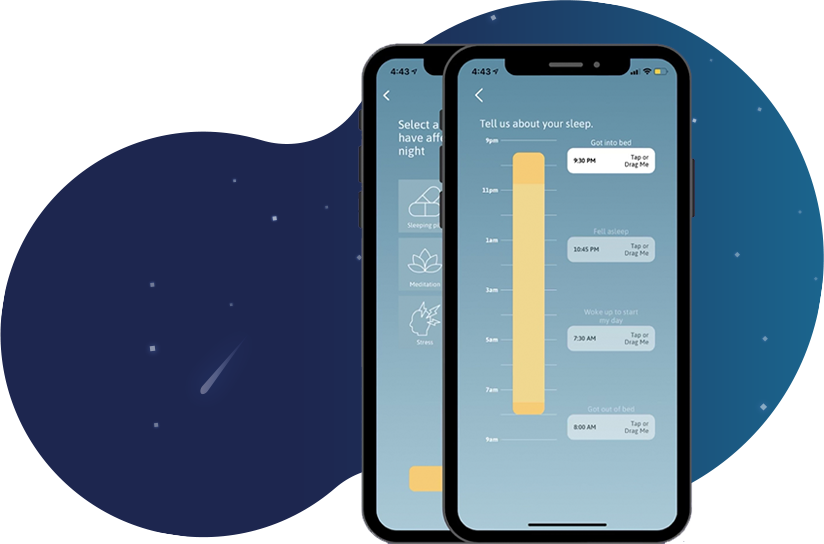 4:43
Select a
have affe
night
Sleeping p
Meditation
Stress
4:43
Tell us about your sleep.
9pm
11pm
1am
3am
5am
7am
9am
Got into bed
9:30 PM
Tap or
Drag Me
Fell asleep
10:45 PM
Tap or
Drag Me
Woke up to start
my day
7:30 AM
Tap or
Drag Me
Got out of bed
8:00 AM
Tap or
Drag Me